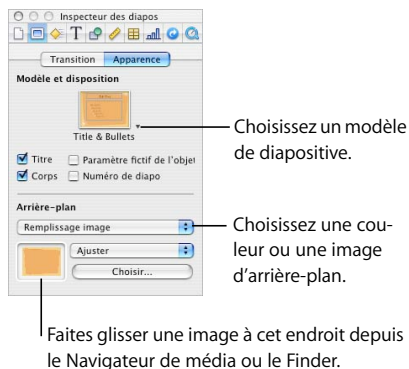 Inspecteur des diapos
Transition Apparence
Modèle et disposition
Title & Bullets
Choisissez un modèle
de diapositive.
Titre Paramètre fictif de l'objet
Corps Numéro de diapo
Arrière-plan
Remplissage image
Choisissez une cou-
leur ou une image
d'arrière-plan.
Ajuster
Choisir...
Faites glisser une image à cet endroit depuis
le Navigateur de média ou le Finder.